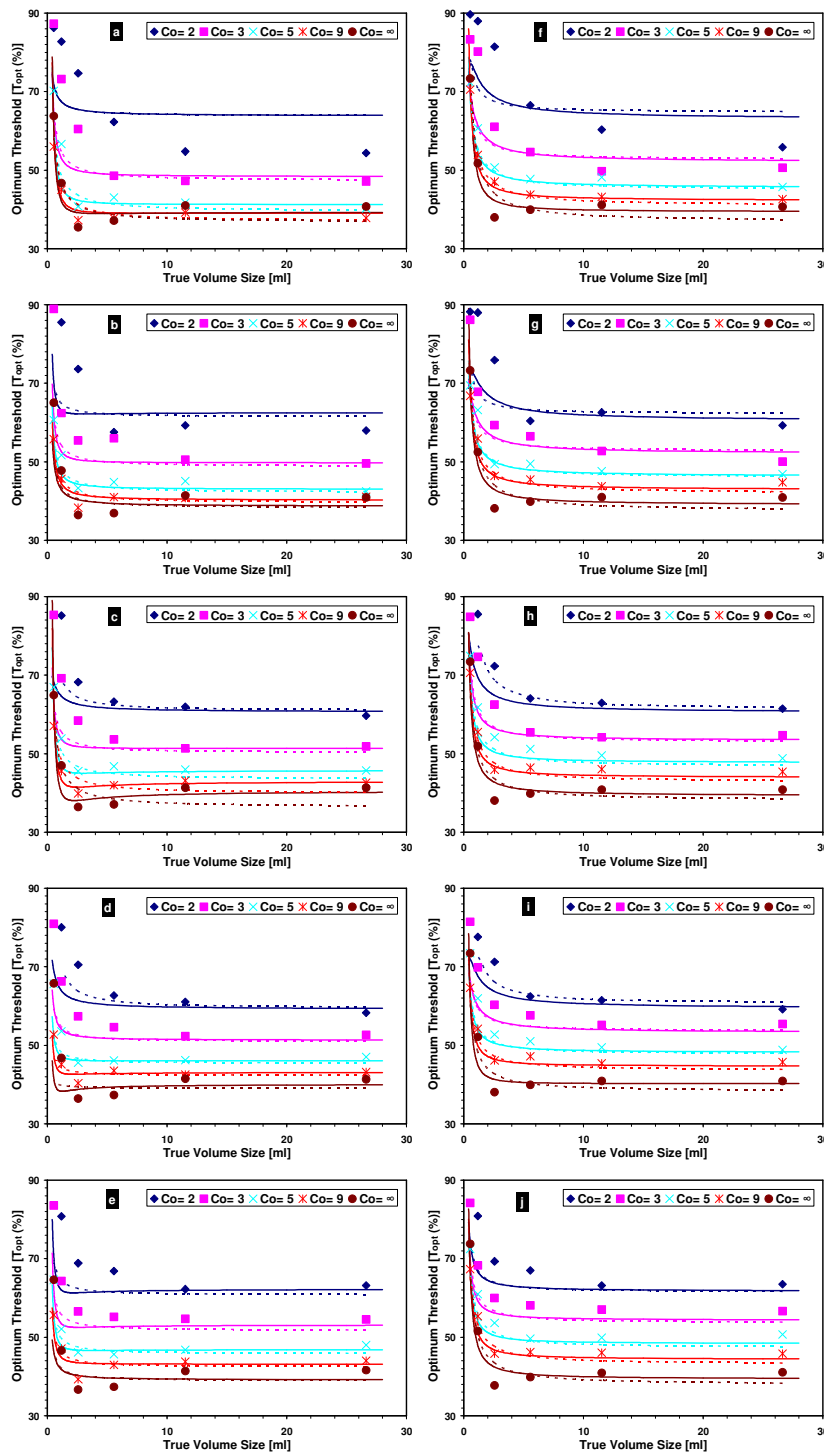 a
Co= 2 Co= 3 Co= 5 Co= 9 Co= ∞
Optimum Threshold [Topt (%)]
90
70
50
30
0 10 20 30
True Volume Size [ml]
f
Co= 2 Co= 3 Co= 5 Co= 9 Co= ∞
Optimum Threshold [Topt (%)]
90
70
50
30
0 10 20 30
True Volume Size [ml]
b
Co= 2 Co= 3 Co= 5 Co= 9 Co= ∞
Optimum Threshold [Topt (%)]
90
70
50
30
0 10 20 30
True Volume Size [ml]
g
Co= 2 Co= 3 Co= 5 Co= 9 Co= ∞
Optimum Threshold [Topt (%)]
90
70
50
30
0 10 20 30
True Volume Size [ml]
c
Co= 2 Co= 3 Co= 5 Co= 9 Co= ∞
Optimum Threshold [Topt (%)]
90
70
50
30
0 10 20 30
True Volume Size [ml]
h
Co= 2 Co= 3 Co= 5 Co= 9 Co= ∞
Optimum Threshold [Topt (%)]
90
70
50
30
0 10 20 30
True Volume Size [ml]
d
Co= 2 Co= 3 Co= 5 Co= 9 Co= ∞
Optimum Threshold [Topt (%)]
90
70
50
30
0 10 20 30
True Volume Size [ml]
i
Co= 2 Co= 3 Co= 5 Co= 9 Co= ∞
Optimum Threshold [Topt (%)]
90
70
50
30
0 10 20 30
True Volume Size [ml]
e
Co= 2 Co= 3 Co= 5 Co= 9 Co= ∞
Optimum Threshold [Topt (%)]
90
70
50
30
0 10 20 30
True Volume Size [ml]
j
Co= 2 Co= 3 Co= 5 Co= 9 Co= ∞
Optimum Threshold [Topt (%)]
90
70
50
30
0 10 20 30
True Volume Size [ml]